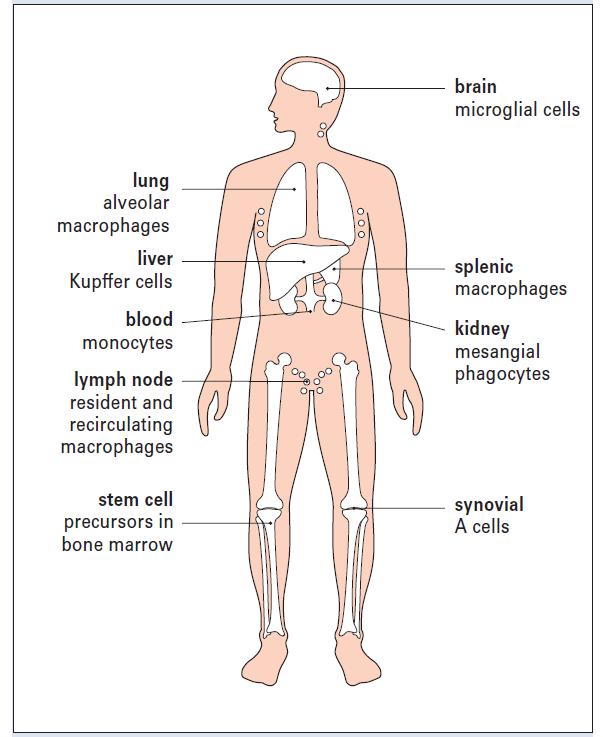 brain
microglial cells
lung
alveolar
macrophages
liver
Kupffer cells
splenic
macrophages
blood
monocytes
kidney
mesangial
phagocytes
lymph node
resident and
recirculating
macrophages
stem cell
precursors in
bone marrow
synovial
A cells